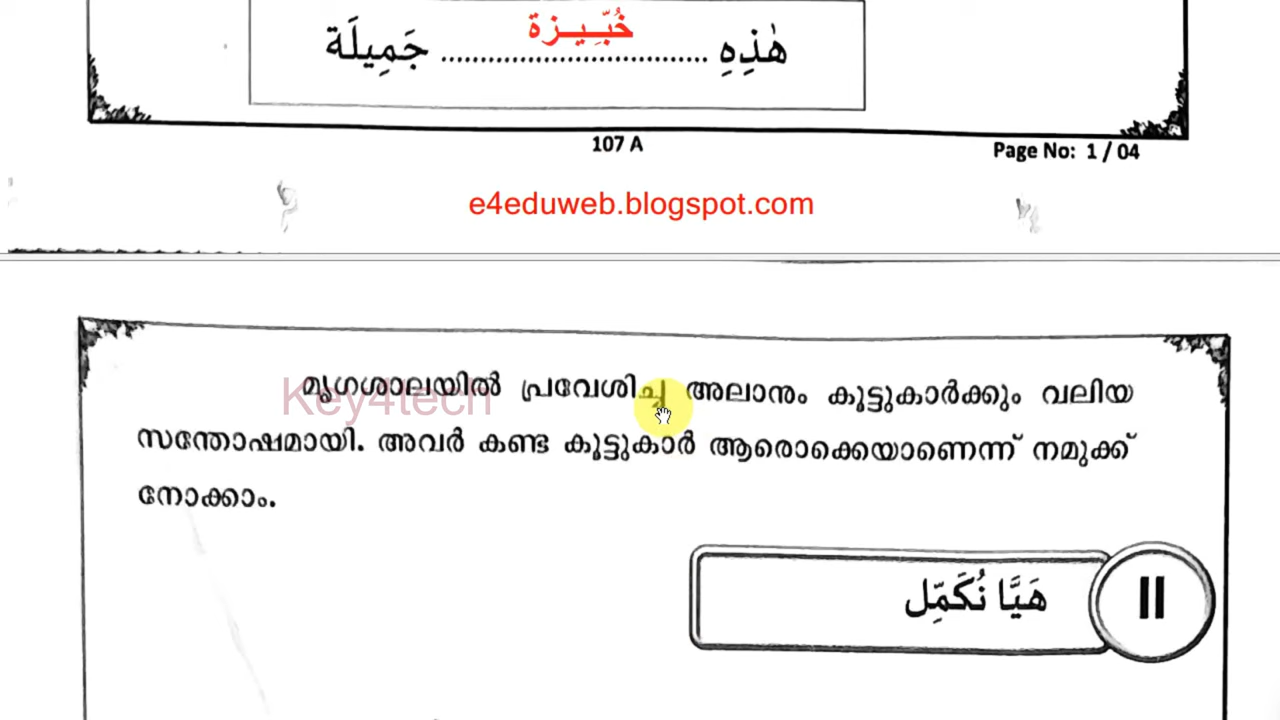 خُبِّيـزة
هٰذِهِ .................................. جَمِيلَة
107 A
Page No: 1 / 04
e4eduweb.blogspot.com
Key4tech
മൃഗശാലയിൽ പ്രവേശിച്ച അലാനും കൂട്ടുകാർക്കും വലിയ
സന്തോഷമായി. അവർ കണ്ട കൂട്ടുകാർ ആരൊക്കെയാണെന്ന് നമുക്ക്
നോക്കാം.
هَيَّا نُكَمِّل
II